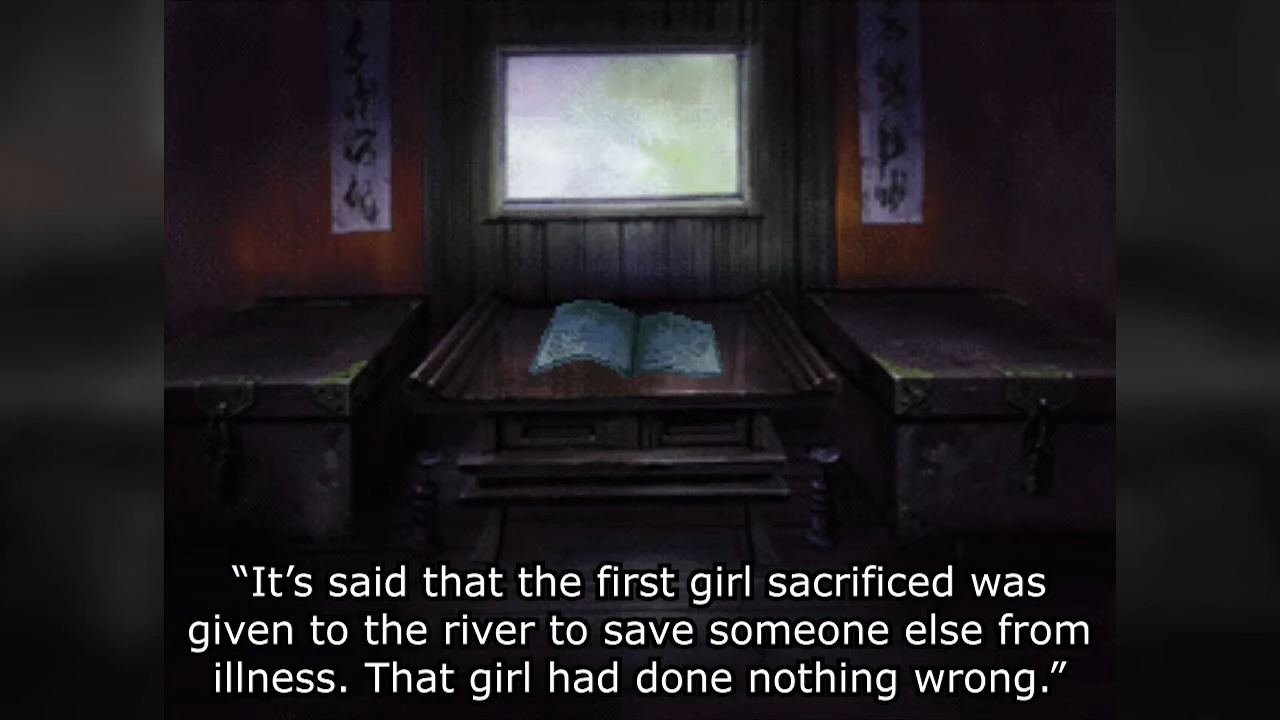 “It’s said that the first girl sacrificed was
given to the river to save someone else from
illness. That girl had done nothing wrong.”